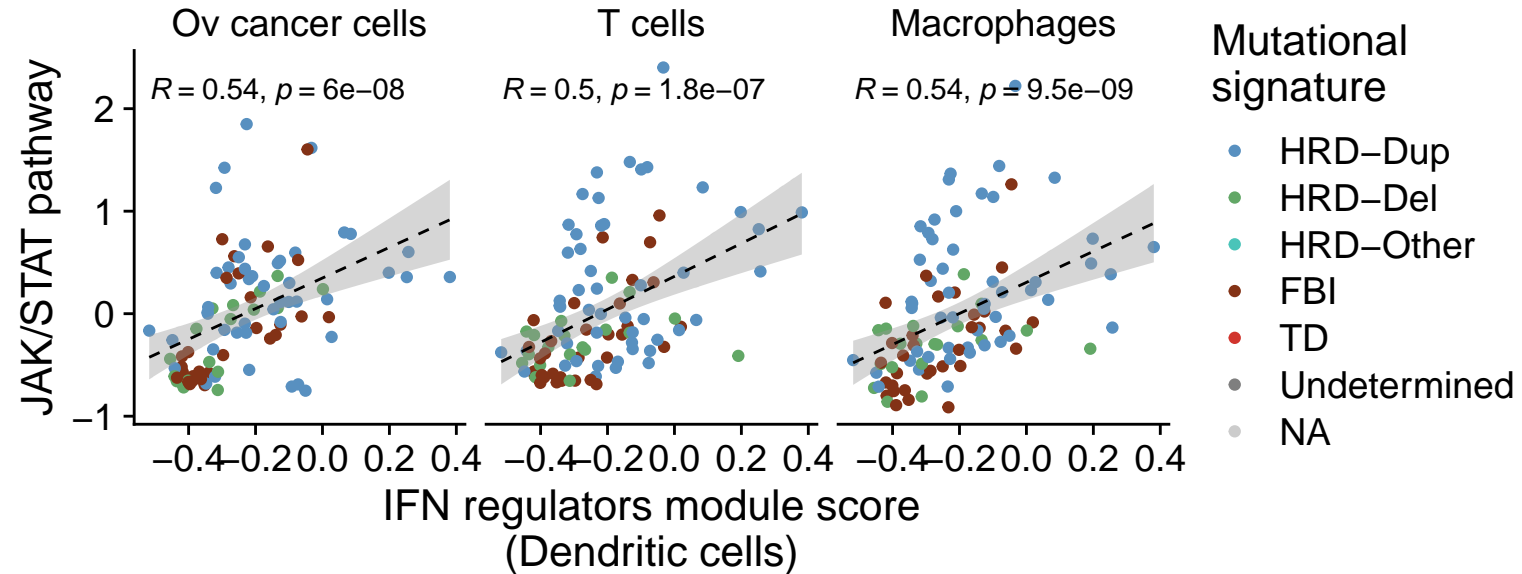 Ov cancer cells
T cells
Macrophages
R = 0.54, p = 6e−08
R = 0.5, p = 1.8e−07
R = 0.54, p = 9.5e−09
JAK/STAT pathway
2
1
0
−1
−0.4 −0.2 0.0 0.2 0.4
−0.4 −0.2 0.0 0.2 0.4
−0.4 −0.2 0.0 0.2 0.4
IFN regulators module score
(Dendritic cells)
Mutational
signature
HRD−Dup
HRD−Del
HRD−Other
FBI
TD
Undetermined
NA